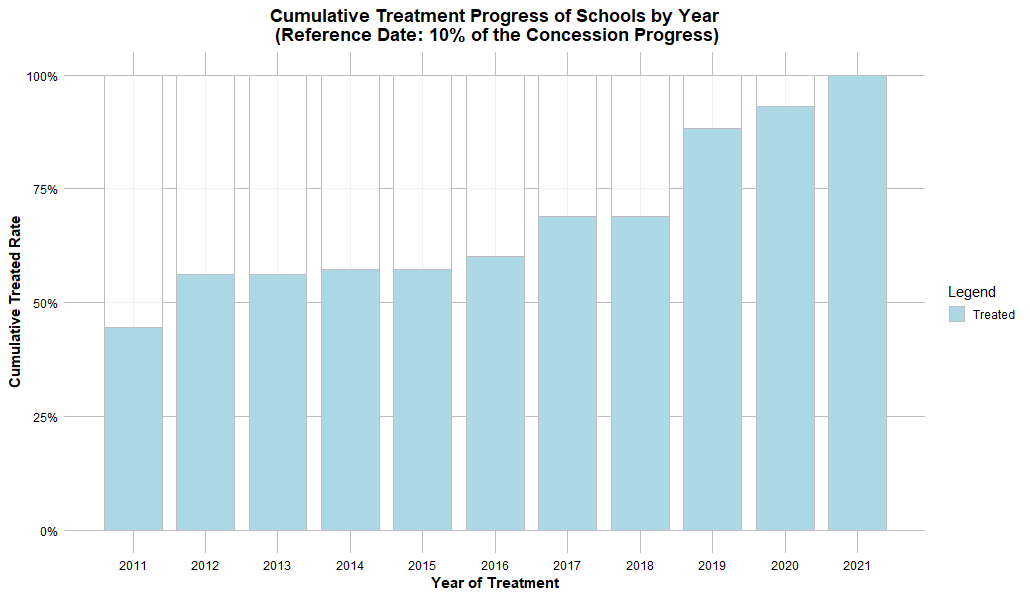 Cumulative Treatment Progress of Schools by Year
(Reference Date: 10% of the Concession Progress)
Cumulative Treated Rate
100%
75%
50%
25%
0%
2011 2012 2013 2014 2015 2016 2017 2018 2019 2020 2021
Year of Treatment
Legend
Treated